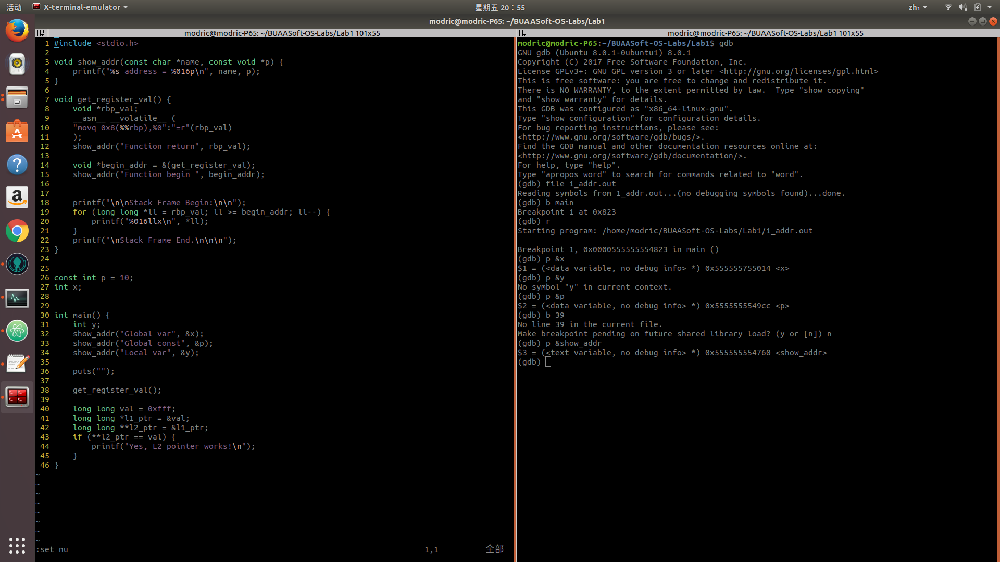 活动 X-terminal-emulator 星期五 20：55 zh₁
modric@modric-P65: ~/BUAASoft-OS-Labs/Lab1
modric@modric-P65: ~/BUAASoft-OS-Labs/Lab1 101x55
1 #include <stdio.h>
2
3 void show_addr(const char *name, const void *p) {
4     printf("%s address = %016p\n", name, p);
5 }
6
7 void get_register_val() {
8     void *rbp_val;
9     __asm__ __volatile__ (
10     "movq 0x8(%%rbp),%0":"=r"(rbp_val)
11     );
12     show_addr("Function return", rbp_val);
13
14     void *begin_addr = &(get_register_val);
15     show_addr("Function begin ", begin_addr);
16
17
18     printf("\n\nStack Frame Begin:\n\n");
19     for (long long *ll = rbp_val; ll >= begin_addr; ll--) {
20         printf("%016llx\n", *ll);
21     }
22     printf("\nStack Frame End.\n\n\n");
23 }
24
25
26 const int p = 10;
27 int x;
28
29
30 int main() {
31     int y;
32     show_addr("Global var", &x);
33     show_addr("Global const", &p);
34     show_addr("Local var", &y);
35
36     puts("");
37
38     get_register_val();
39
40     long long val = 0xfff;
41     long long *l1_ptr = &val;
42     long long **l2_ptr = &l1_ptr;
43     if (**l2_ptr == val) {
44         printf("Yes, L2 pointer works!\n");
45     }
46 }
~
~
~
~
~
~
~
~
:set nu 1,1 全部
modric@modric-P65: ~/BUAASoft-OS-Labs/Lab1 101x55
modric@modric-P65:~/BUAASoft-OS-Labs/Lab1$ gdb
GNU gdb (Ubuntu 8.0.1-0ubuntu1) 8.0.1
Copyright (C) 2017 Free Software Foundation, Inc.
License GPLv3+: GNU GPL version 3 or later <http://gnu.org/licenses/gpl.html>
This is free software: you are free to change and redistribute it.
There is NO WARRANTY, to the extent permitted by law.  Type "show copying"
and "show warranty" for details.
This GDB was configured as "x86_64-linux-gnu".
Type "show configuration" for configuration details.
For bug reporting instructions, please see:
<http://www.gnu.org/software/gdb/bugs/>.
Find the GDB manual and other documentation resources online at:
<http://www.gnu.org/software/gdb/documentation/>.
For help, type "help".
Type "apropos word" to search for commands related to "word".
(gdb) file 1_addr.out
Reading symbols from 1_addr.out...(no debugging symbols found)...done.
(gdb) b main
Breakpoint 1 at 0x823
(gdb) r
Starting program: /home/modric/BUAASoft-OS-Labs/Lab1/1_addr.out
Breakpoint 1, 0x0000555555554823 in main ()
(gdb) p &x
$1 = (<data variable, no debug info> *) 0x555555755014 <x>
(gdb) p &y
No symbol "y" in current context.
(gdb) p &p
$2 = (<data variable, no debug info> *) 0x5555555549cc <p>
(gdb) b 39
No line 39 in the current file.
Make breakpoint pending on future shared library load? (y or [n]) n
(gdb) p &show_addr
$3 = (<text variable, no debug info> *) 0x555555554760 <show_addr>
(gdb)